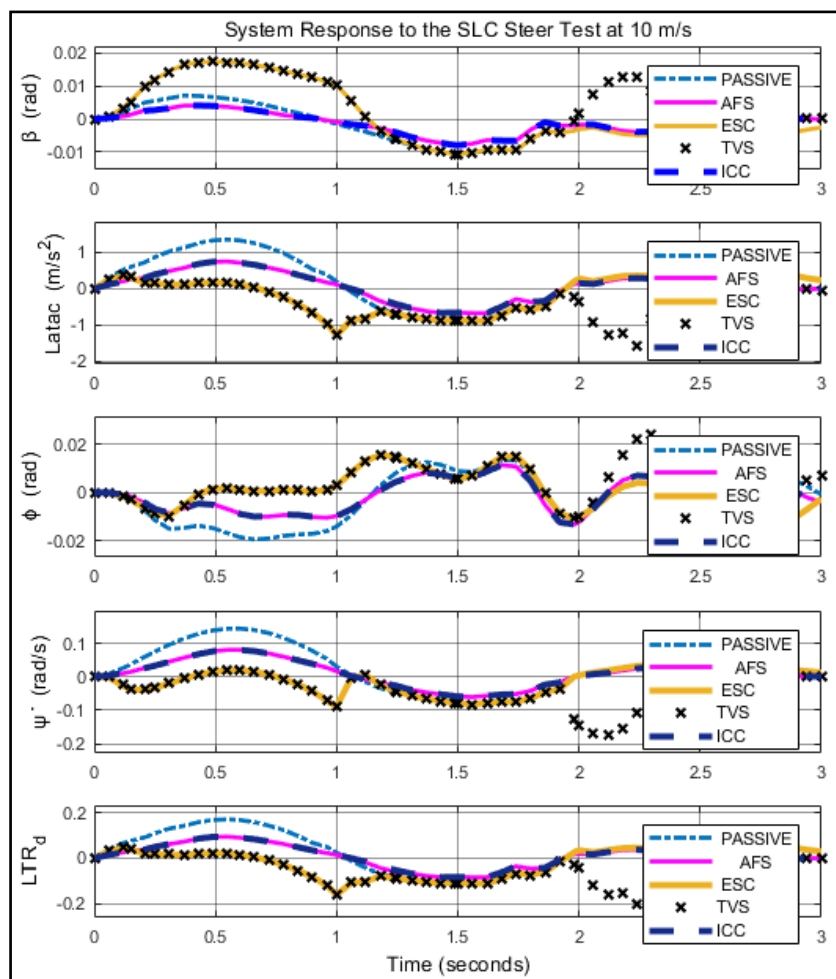 System Response to the SLC Steer Test at 10 m/s
β (rad)
0.02
0.01
0
-0.01
0 0.5 1 1.5 2 2.5 3
PASSIVE
AFS
ESC
TVS
ICC
Latac (m/s²)
1
0
-1
-2
0 0.5 1 1.5 2 2.5 3
PASSIVE
AFS
ESC
TVS
ICC
ϕ (rad)
0.02
0
-0.02
0 0.5 1 1.5 2 2.5 3
PASSIVE
AFS
ESC
TVS
ICC
ψ˙ (rad/s)
0.1
0
-0.1
-0.2
0 0.5 1 1.5 2 2.5 3
PASSIVE
AFS
ESC
TVS
ICC
LTR_d
0.2
0
-0.2
0 0.5 1 1.5 2 2.5 3
PASSIVE
AFS
ESC
TVS
ICC
Time (seconds)